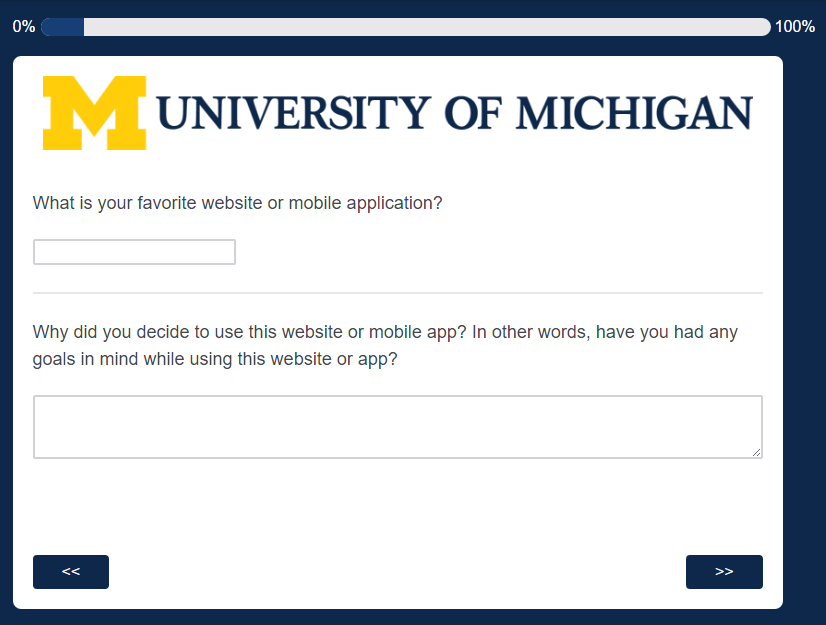 0% 100%
M UNIVERSITY OF MICHIGAN
What is your favorite website or mobile application?
Why did you decide to use this website or mobile app? In other words, have you had any
goals in mind while using this website or app?
<< >>